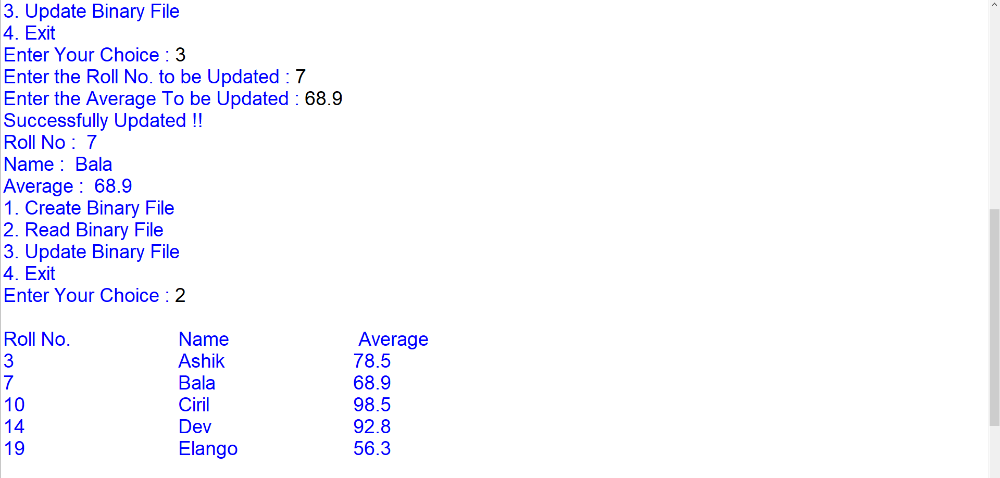 3. Update Binary File
4. Exit
Enter Your Choice : 3
Enter the Roll No. to be Updated : 7
Enter the Average To be Updated : 68.9
Successfully Updated !!
Roll No :  7
Name :  Bala
Average :  68.9
1. Create Binary File
2. Read Binary File
3. Update Binary File
4. Exit
Enter Your Choice : 2
Roll No. Name Average
3 Ashik 78.5
7 Bala 68.9
10 Ciril 98.5
14 Dev 92.8
19 Elango 56.3